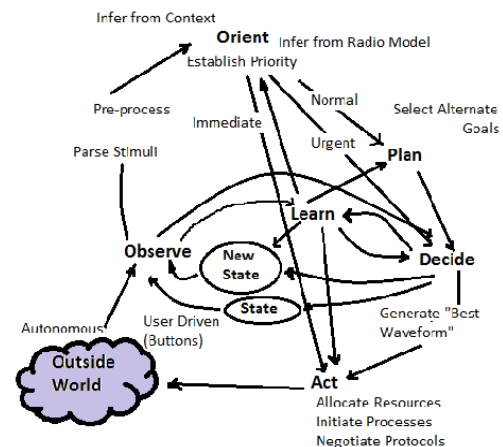 Infer from Context
Orient
Infer from Radio Model
Establish Priority
Normal
Select Alternate
Goals
Pre-process
Immediate
Urgent
Plan
Parse Stimuli
Learn
Observe
New
State
Decide
State
Generate "Best
Waveform"
User Driven
(Buttons)
Autonomous
Outside
World
Act
Allocate Resources
Initiate Processes
Negotiate Protocols